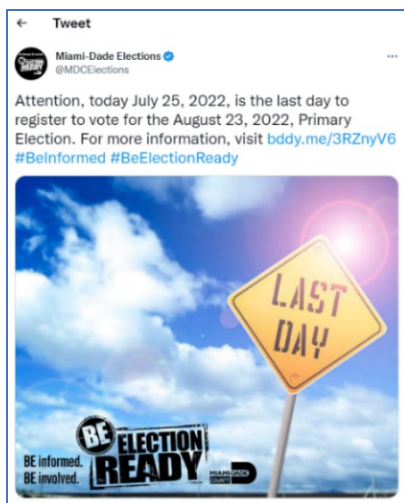 ← Tweet
Miami-Dade Elections
@MDCElections
Attention, today July 25, 2022, is the last day to
register to vote for the August 23, 2022, Primary
Election. For more information, visit bddy.me/3RZnyV6
#BeInformed #BeElectionReady
LAST
DAY
BE ELECTION
BE informed.
BE involved.
READY
MIAMI-DADE
COUNTY